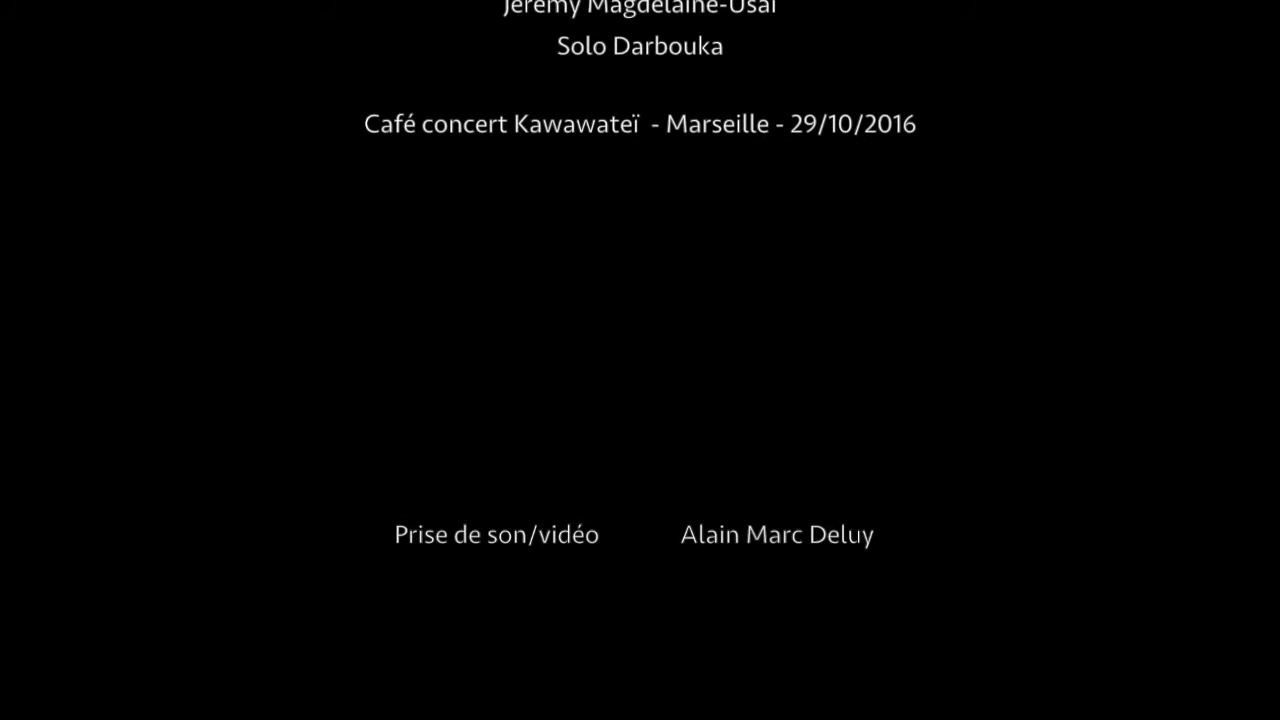 Jeremy Magdelaine-Usai
Solo Darbouka
Café concert Kawawateï - Marseille - 29/10/2016
Prise de son/vidéo Alain Marc Deluy